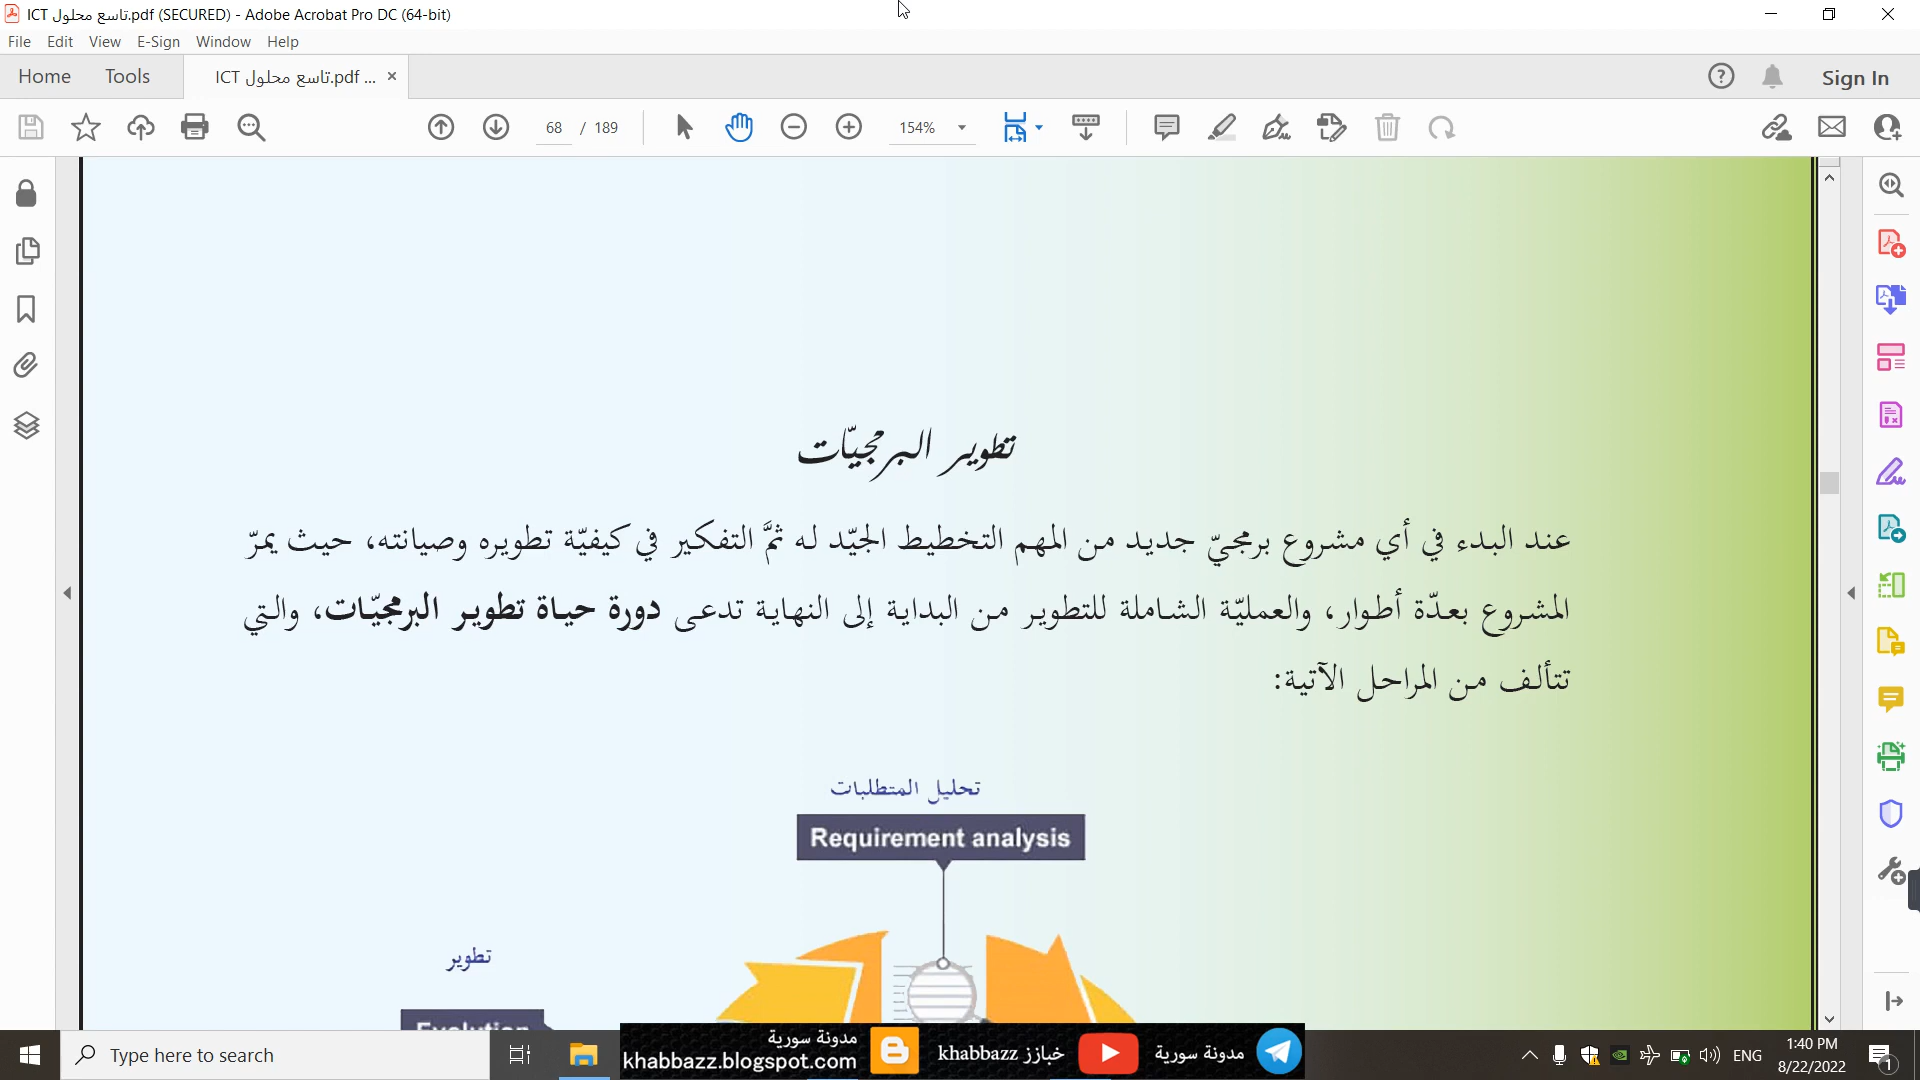 ICT تاسع محلول.pdf (SECURED) - Adobe Acrobat Pro DC (64-bit)
File Edit View E-Sign Window Help
Home Tools ICT تاسع محلول.pdf ... × Sign In
68 / 189 154%
تطوير البرمجيّات
عند البدء في أي مشروع برمجيّ جديد من المهم التخطيط الجيّد له ثمَّ التفكير في كيفيّة تطويره وصيانته، حيث يمرّ
المشروع بعدّة أطوار، والعمليّة الشاملة للتطوير من البداية إلى النهاية تدعى دورة حياة تطوير البرمجيّات، والتي
تتألف من المراحل الآتية:
تحليل المتطلبات
Requirement analysis
تطوير
Evolution
Type here to search
مدونة سورية
khabbazz.blogspot.com
khabbazz خبازز
مدونة سورية
ENG
1:40 PM
8/22/2022
1